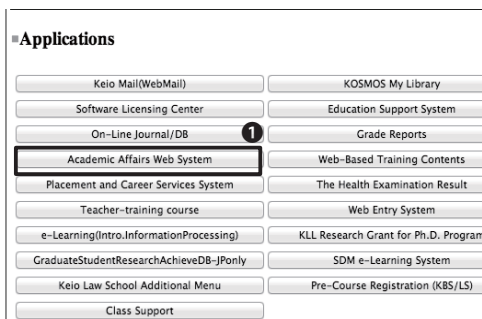 Applications
Keio Mail(WebMail) KOSMOS My Library
Software Licensing Center Education Support System
On-Line Journal/DB 1 Grade Reports
Academic Affairs Web System Web-Based Training Contents
Placement and Career Services System The Health Examination Result
Teacher-training course Web Entry System
e-Learning(Intro.InformationProcessing) KLL Research Grant for Ph.D. Program
GraduateStudentResearchAchieveDB-JPonly SDM e-Learning System
Keio Law School Additional Menu Pre-Course Registration (KBS/LS)
Class Support